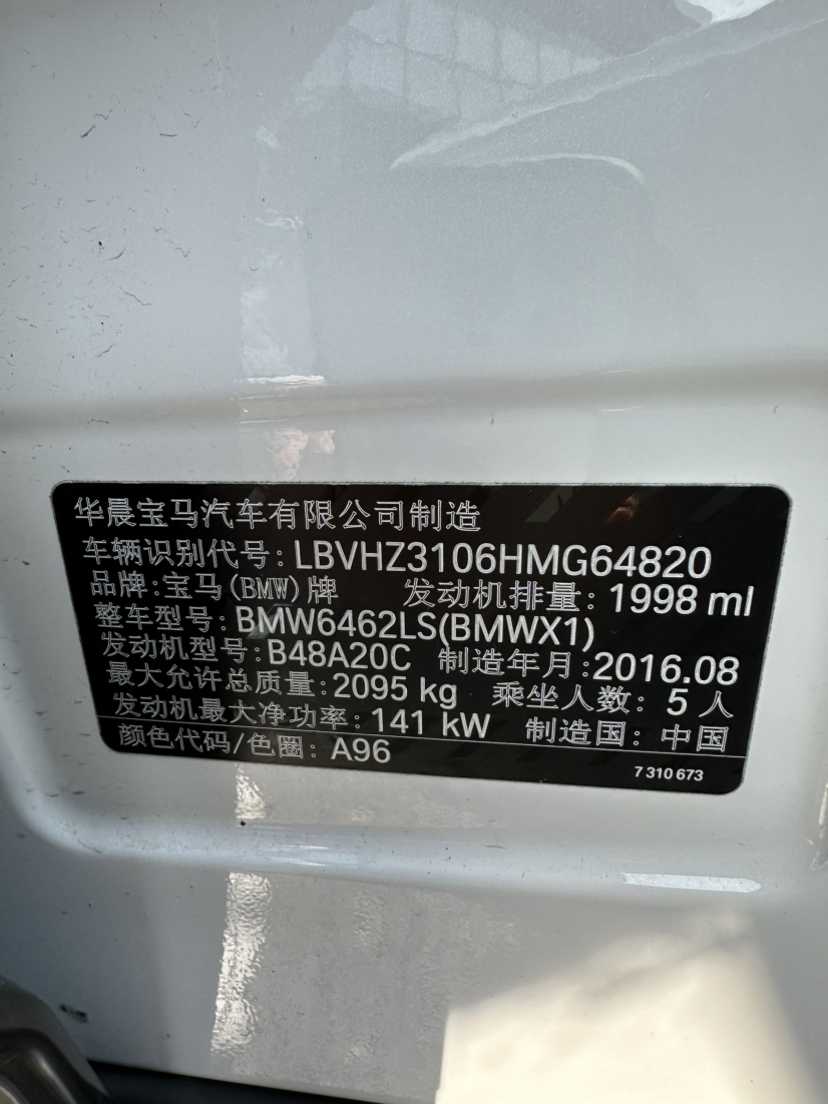 华晨宝马汽车有限公司制造
车辆识别代号:LBVHZ3106HMG64820
品牌:宝马(BMW)牌 发动机排量:1998 ml
整车型号:BMW6462LS(BMWX1)
发动机型号:B48A20C 制造年月:2016.08
最大允许总质量:2095 kg 乘坐人数: 5 人
发动机最大净功率: 141 kW 制造国: 中国
颜色代码/色圈: A96
7 310 673